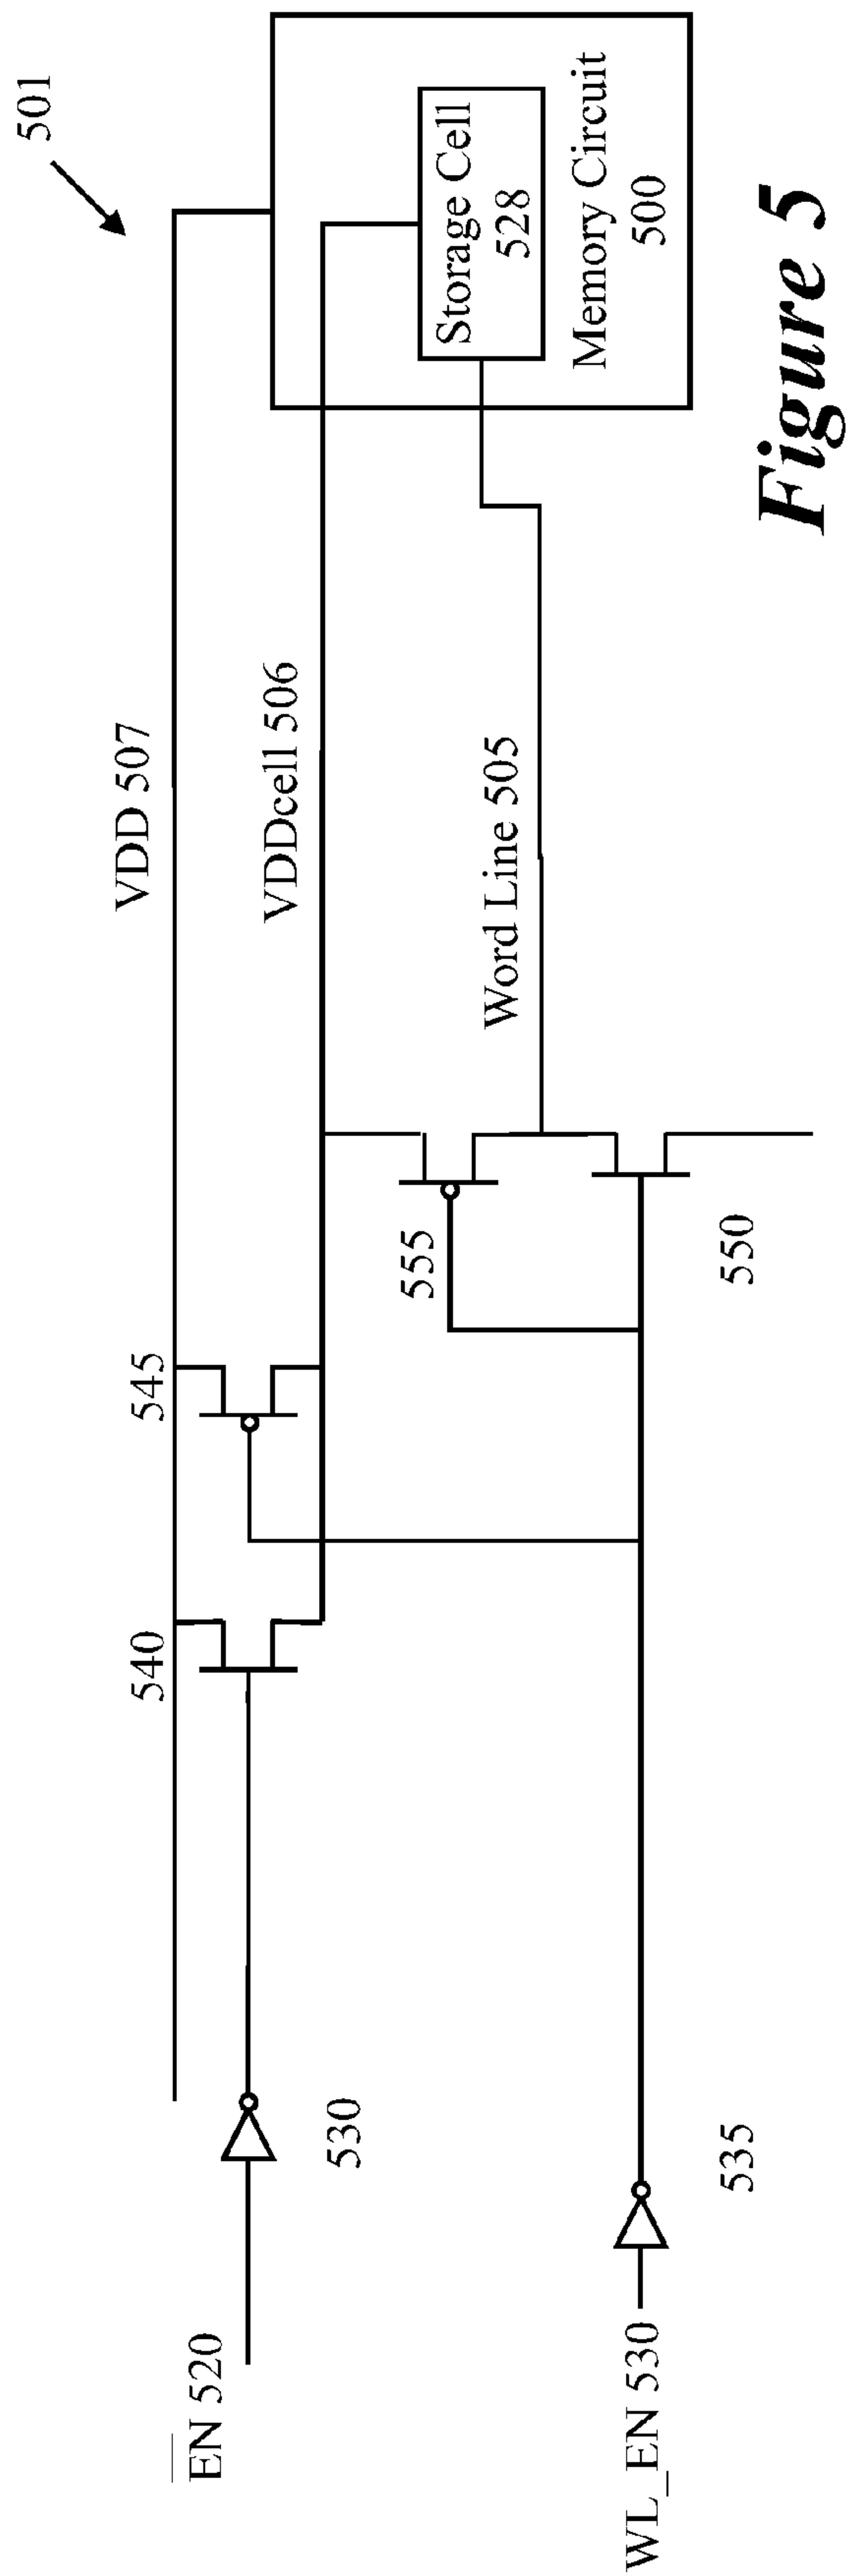 501
VDD 507
VDDcell 506
Word Line 505
Storage Cell
528
Memory Circuit
500
540
545
555
550
E̅N 520
530
WL_EN 530
535
Figure 5